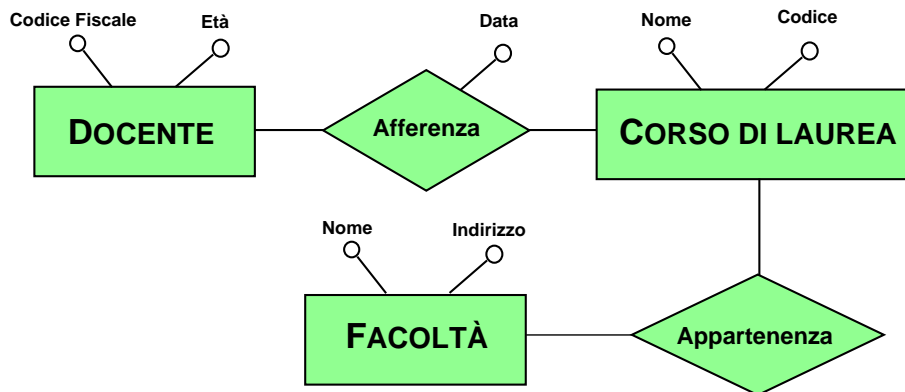 Codice Fiscale Età Data Nome Codice
DOCENTE Afferenza CORSO DI LAUREA
Nome Indirizzo
FACOLTÀ Appartenenza